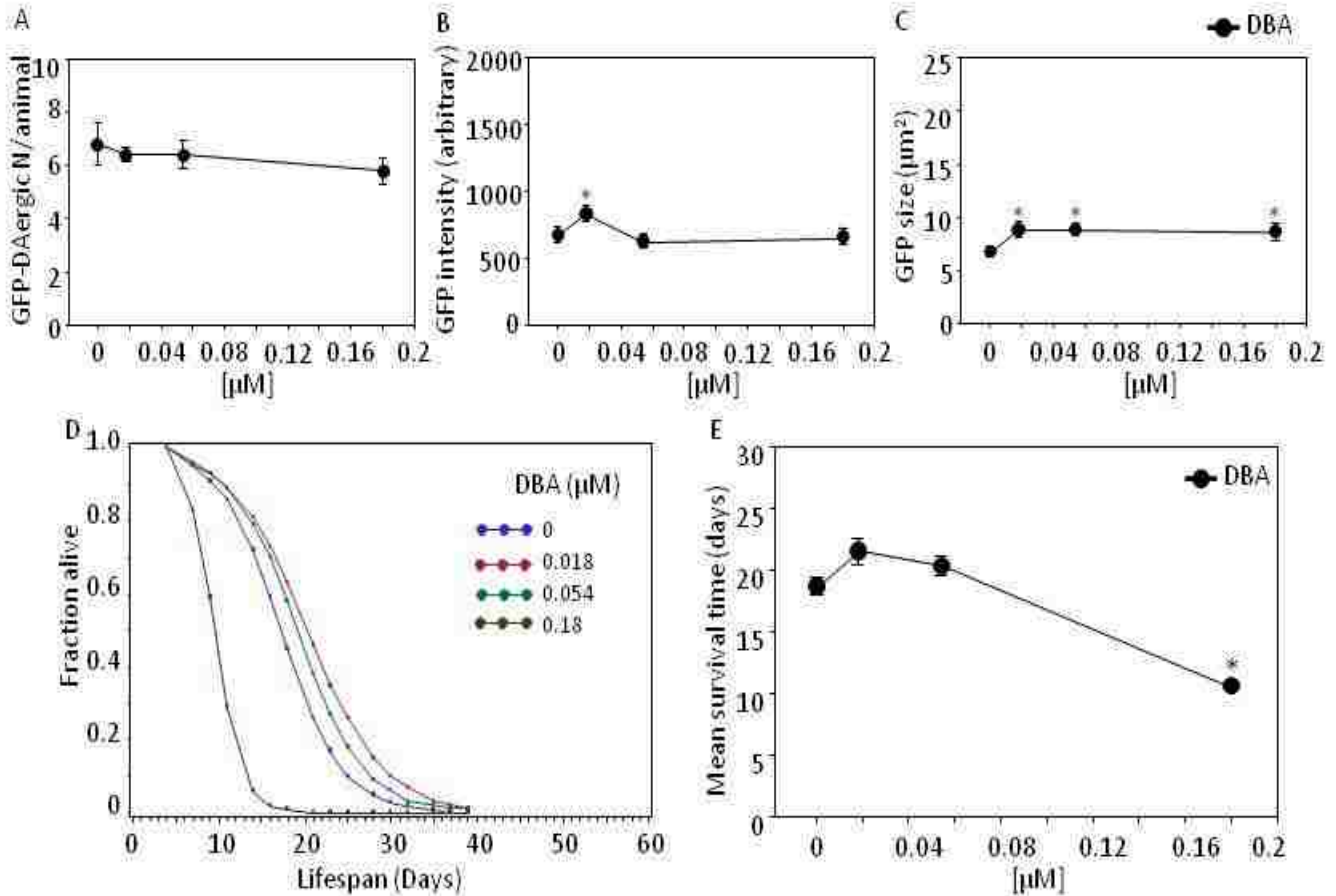 A
GFP-DAergic N/animal
10
8
6
4
2
0
0 0.04 0.08 0.12 0.16 0.2
[µM]
B
GFP intensity (arbitrary)
2000
1500
1000
500
0
*
0 0.04 0.08 0.12 0.16 0.2
[µM]
C
DBA
GFP size (µm²)
25
20
15
10
5
0
* * *
0 0.04 0.08 0.12 0.16 0.2
[µM]
D
Fraction alive
1.0
0.8
0.6
0.4
0.2
0
DBA (µM)
0
0.018
0.054
0.18
0 10 20 30 40 50 60
Lifespan (Days)
E
DBA
Mean survival time (days)
30
25
20
15
10
5
0
*
0 0.04 0.08 0.12 0.16 0.2
[µM]